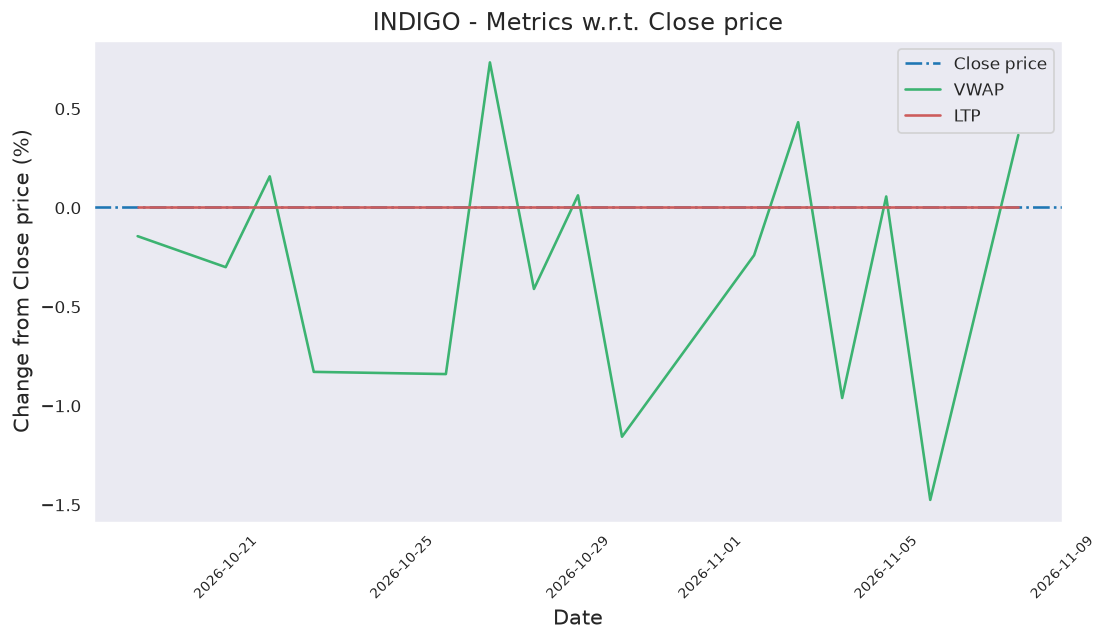 INDIGO - Metrics w.r.t. Close price
Close price
VWAP
LTP
Change from Close price (%)
0.5
0.0
−0.5
−1.0
−1.5
2026-10-21
2026-10-25
2026-10-29
2026-11-01
2026-11-05
2026-11-09
Date